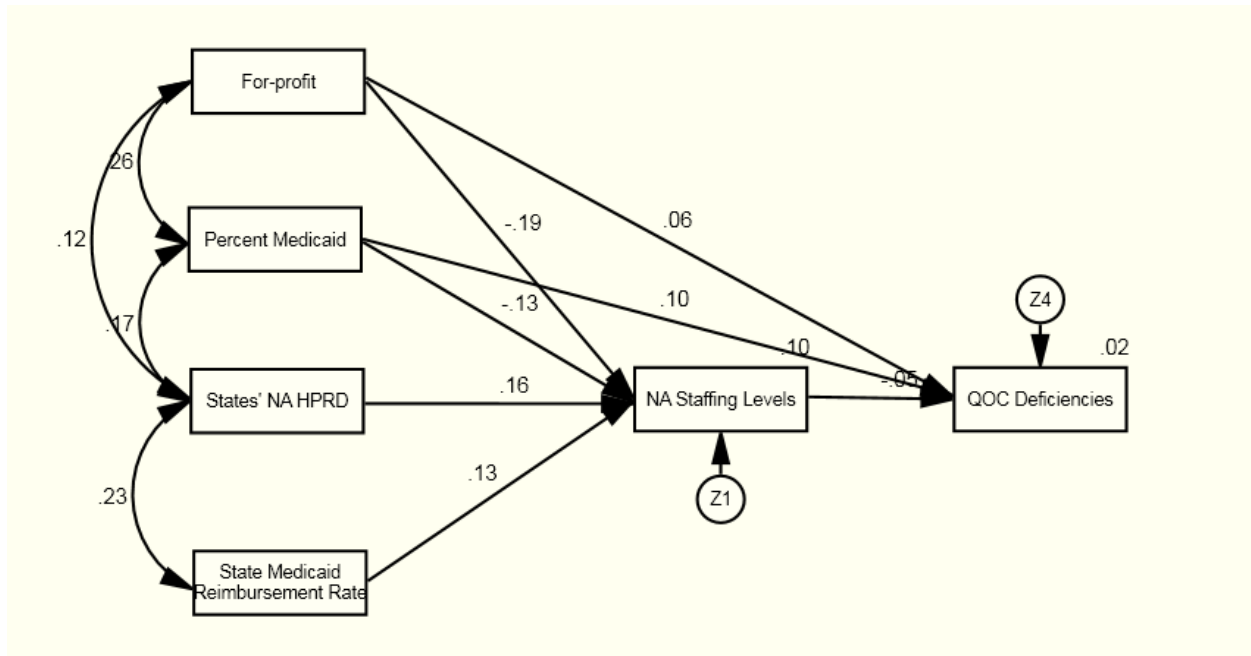 For-profit
.26
-.19
.06
.12
Percent Medicaid
.10
-.13
Z4
.17
.10
.02
States' NA HPRD
.16
-.05
NA Staffing Levels
QOC Deficiencies
.13
.23
Z1
State Medicaid
Reimbursement Rate